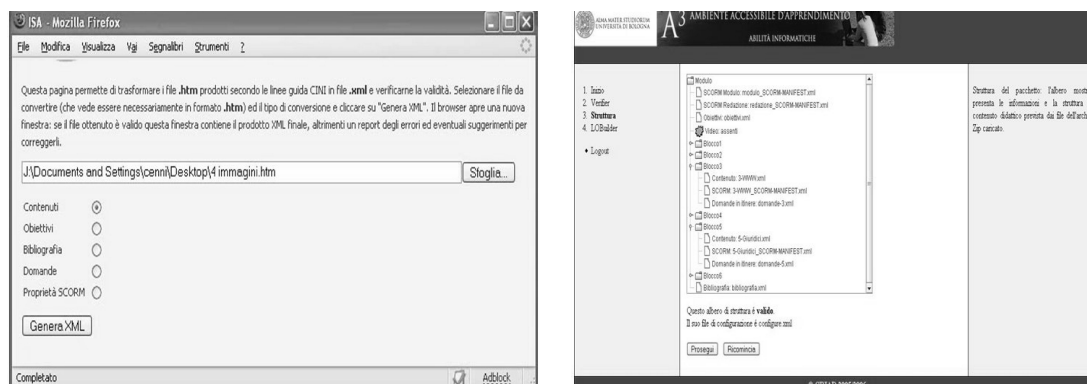 ISA - Mozilla Firefox
File Modifica Visualizza Vai Segnalibri Strumenti ?
Questa pagina permette di trasformare i file .htm prodotti secondo le linee guida CINI in file .xml e verificarne la validità. Selezionare il file da
convertire (che vede essere necessariamente in formato .htm) ed il tipo di conversione e cliccare su "Genera XML". Il browser apre una nuova
finestra: se il file ottenuto è valido questa finestra contiene il prodotto XML finale, altrimenti un report degli errori ed eventuali suggerimenti per
correggerli.
J:\Documents and Settings\cenni\Desktop\4 immagini.htm Sfoglia...
Contenuti
Obiettivi
Bibliografia
Domande
Proprietà SCORM
Genera XML
Completato Adblock
ALMA MATER STUDIORUM
UNIVERSITÀ DI BOLOGNA
A3 AMBIENTE ACCESSIBILE D'APPRENDIMENTO
ABILITÀ INFORMATICHE
1. Inizio
2. Verifier
3. Struttura
4. LOBuilder
• Logout
Modulo
SCORM Modulo: modulo_SCORM-MANIFEST.xml
SCORM Redazione: redazione_SCORM-MANIFEST.xml
Obiettivi: obiettivi.xml
Video: assenti
Blocco1
Blocco2
Blocco3
Contenuto: 3-WWW.xml
SCORM: 3-WWW_SCORM-MANIFEST.xml
Domande in itinere: domande-3.xml
Blocco4
Blocco5
Contenuto: 5-Giuridici.xml
SCORM: 5-Giuridici_SCORM-MANIFEST.xml
Domande in itinere: domande-5.xml
Blocco6
Bibliografia: bibliografia.xml
Questo albero di struttura è valido.
Il suo file di configurazione è configure.xml
Prosegui Ricomincia
Struttura del pacchetto: l'albero mostra
presenta le informazioni e la struttura
contenuto didattico prevista dai file dell'arch
Zip caricato.